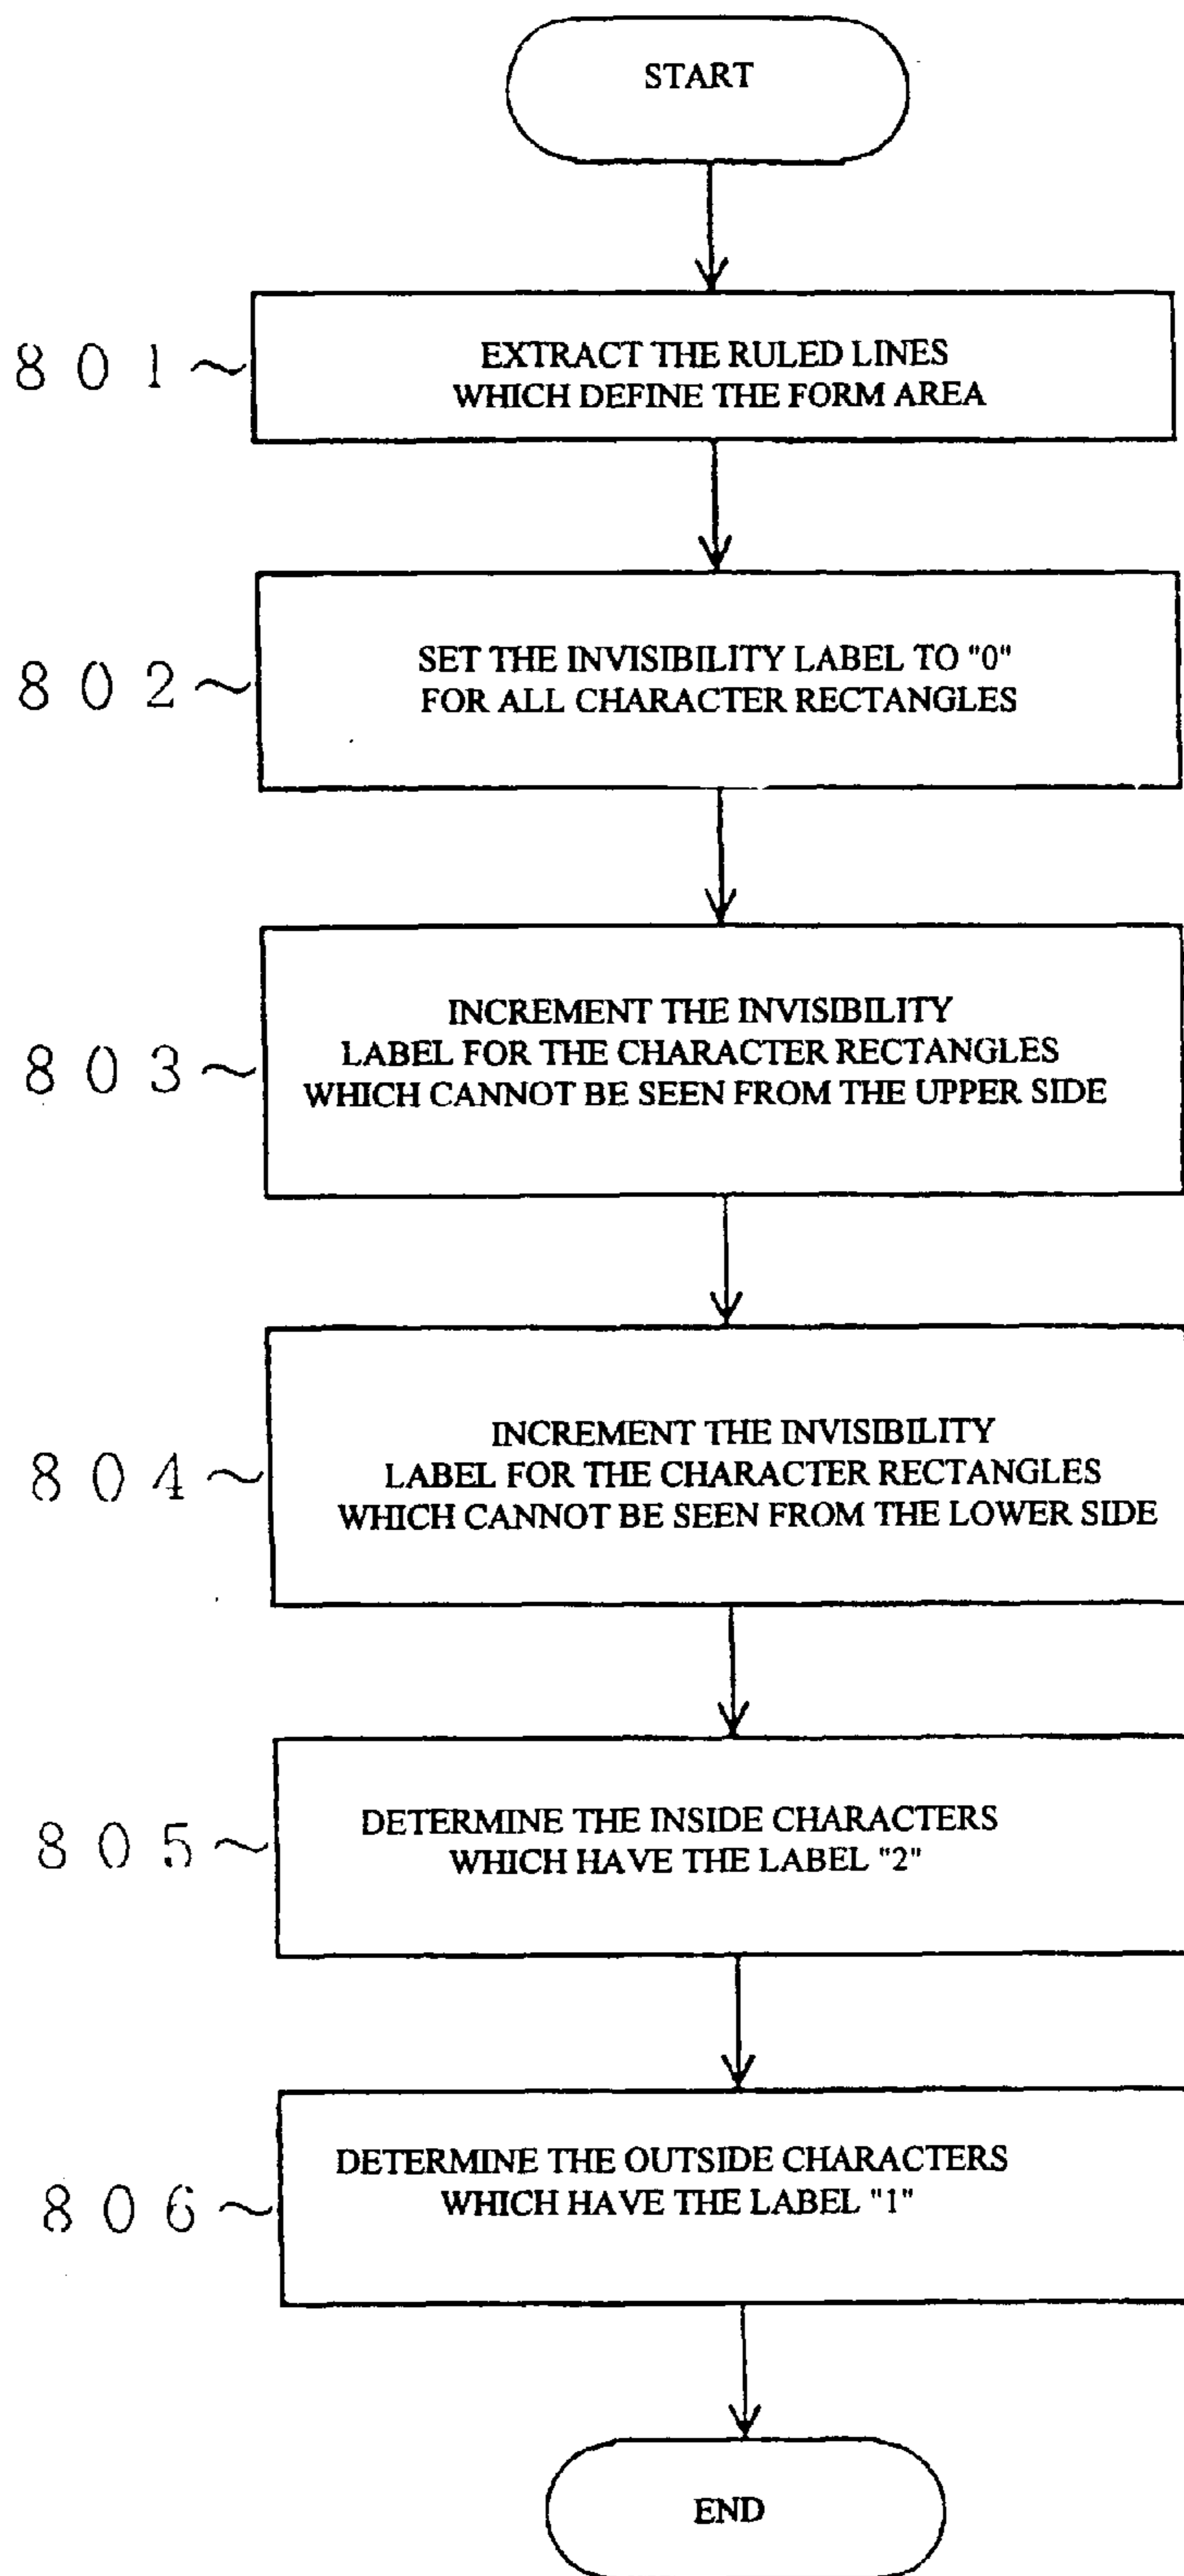 START
801
EXTRACT THE RULED LINES
WHICH DEFINE THE FORM AREA
802
SET THE INVISIBILITY LABEL TO "0"
FOR ALL CHARACTER RECTANGLES
803
INCREMENT THE INVISIBILITY
LABEL FOR THE CHARACTER RECTANGLES
WHICH CANNOT BE SEEN FROM THE UPPER SIDE
804
INCREMENT THE INVISIBILITY
LABEL FOR THE CHARACTER RECTANGLES
WHICH CANNOT BE SEEN FROM THE LOWER SIDE
805
DETERMINE THE INSIDE CHARACTERS
WHICH HAVE THE LABEL "2"
806
DETERMINE THE OUTSIDE CHARACTERS
WHICH HAVE THE LABEL "1"
END